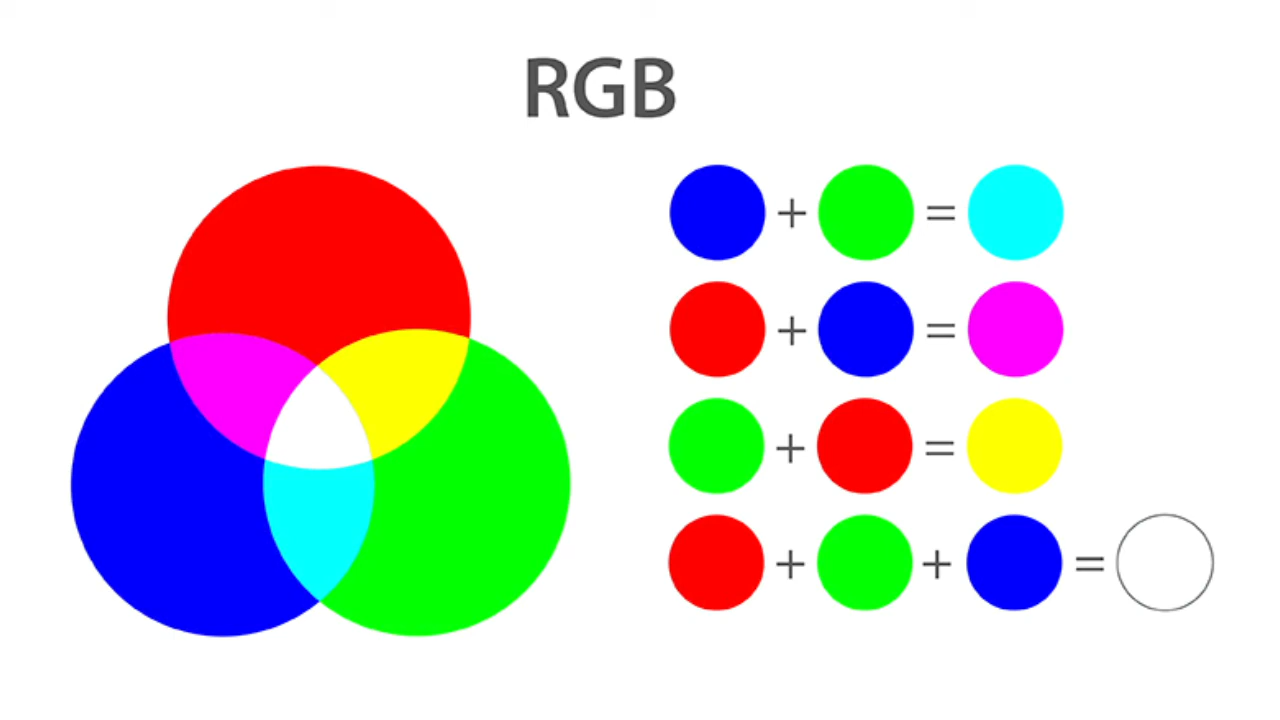 RGB
+ =
+ =
+ =
+ + =